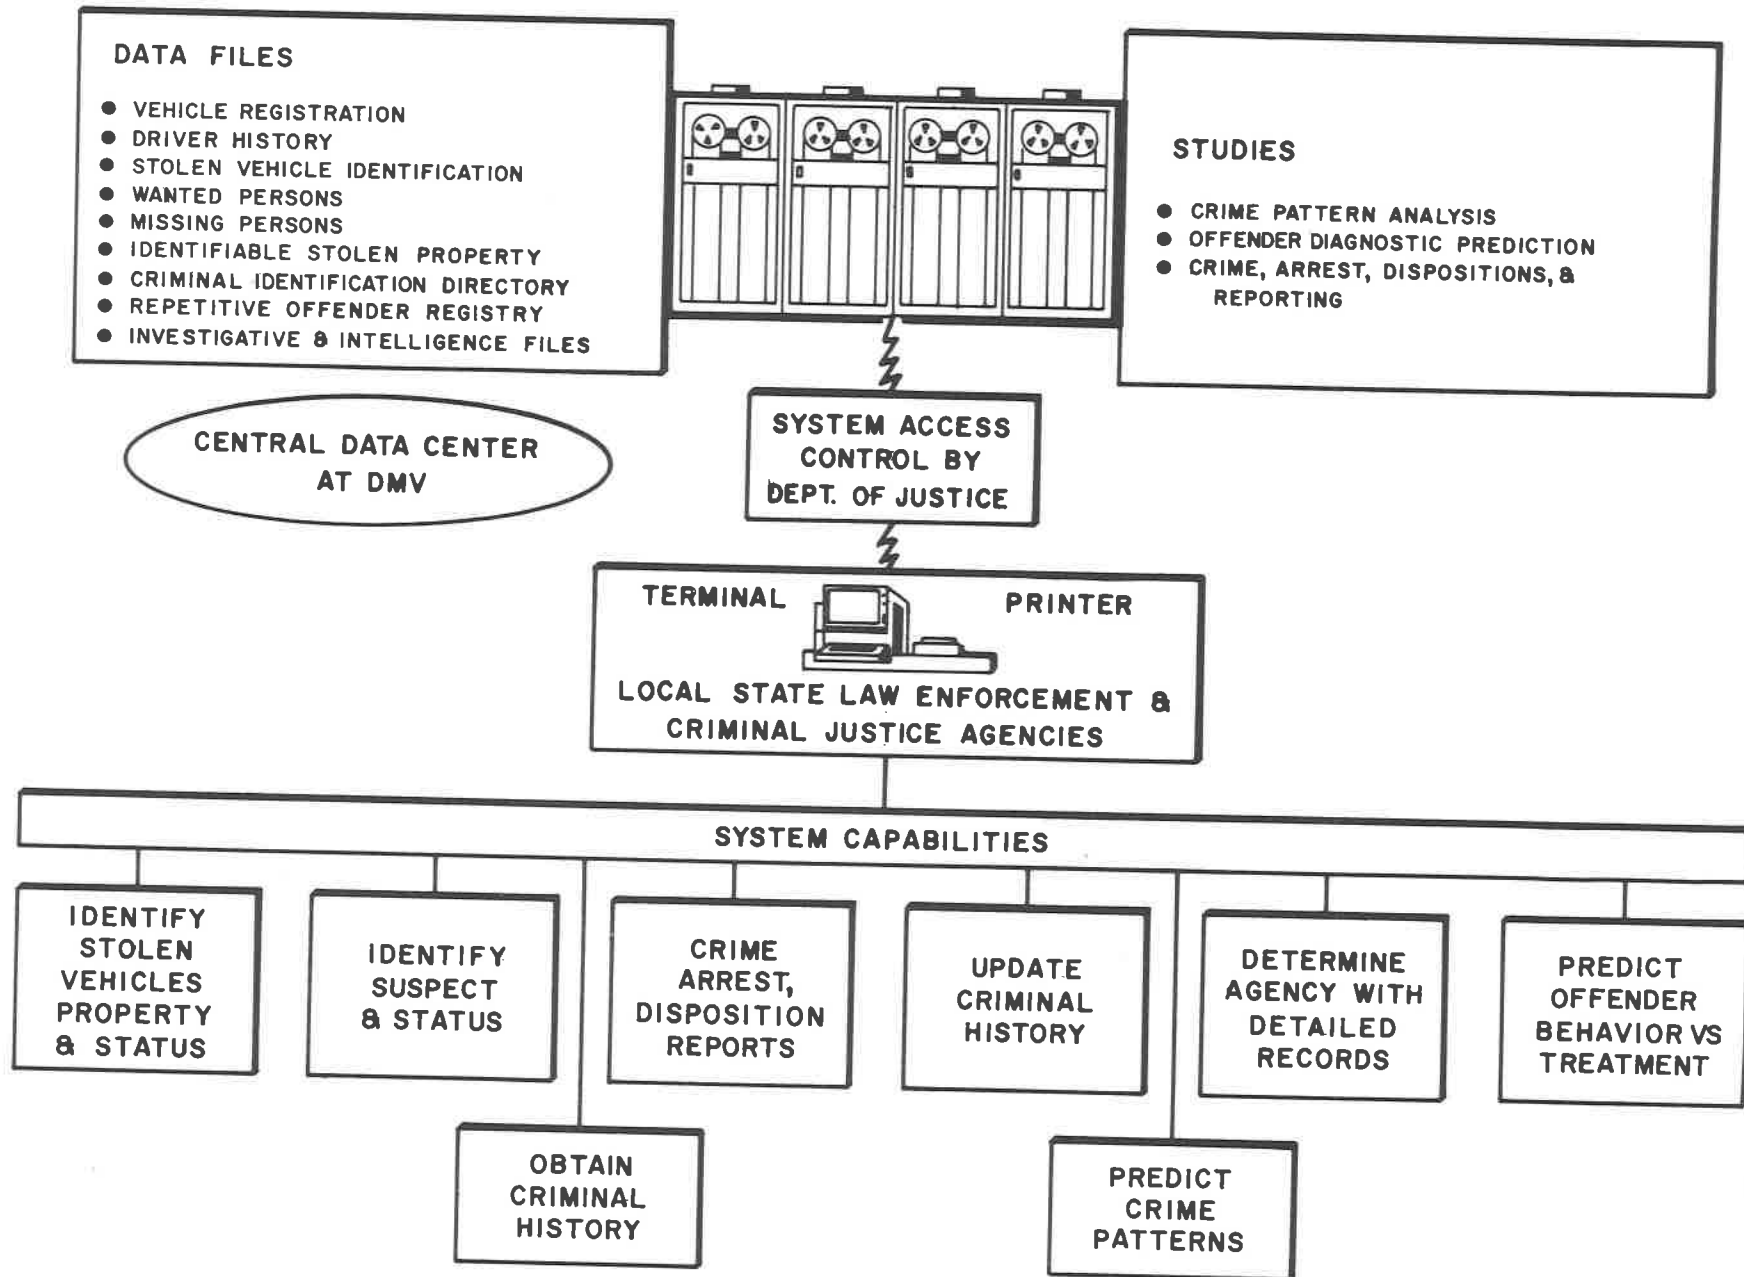 DATA FILES
● VEHICLE REGISTRATION
● DRIVER HISTORY
● STOLEN VEHICLE IDENTIFICATION
● WANTED PERSONS
● MISSING PERSONS
● IDENTIFIABLE STOLEN PROPERTY
● CRIMINAL IDENTIFICATION DIRECTORY
● REPETITIVE OFFENDER REGISTRY
● INVESTIGATIVE & INTELLIGENCE FILES
STUDIES
● CRIME PATTERN ANALYSIS
● OFFENDER DIAGNOSTIC PREDICTION
● CRIME, ARREST, DISPOSITIONS, &
REPORTING
CENTRAL DATA CENTER
AT DMV
SYSTEM ACCESS
CONTROL BY
DEPT. OF JUSTICE
TERMINAL PRINTER
LOCAL STATE LAW ENFORCEMENT &
CRIMINAL JUSTICE AGENCIES
SYSTEM CAPABILITIES
IDENTIFY
STOLEN
VEHICLES
PROPERTY
& STATUS
IDENTIFY
SUSPECT
& STATUS
CRIME
ARREST,
DISPOSITION
REPORTS
UPDATE
CRIMINAL
HISTORY
DETERMINE
AGENCY WITH
DETAILED
RECORDS
PREDICT
OFFENDER
BEHAVIOR VS
TREATMENT
OBTAIN
CRIMINAL
HISTORY
PREDICT
CRIME
PATTERNS